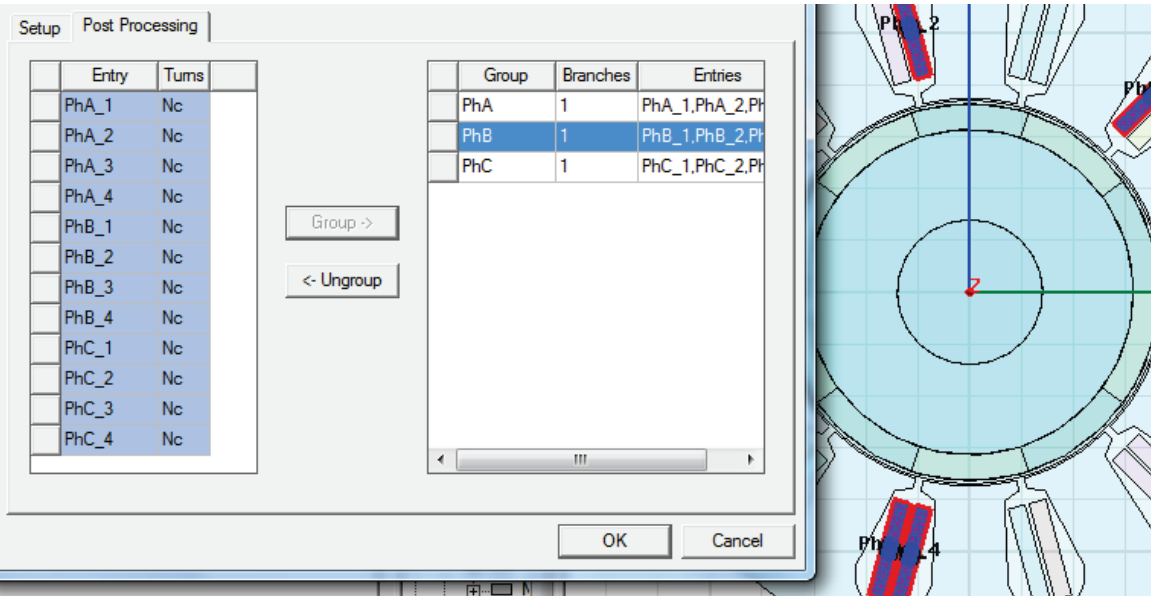 Setup Post Processing
Entry Turns
PhA_1 Nc
PhA_2 Nc
PhA_3 Nc
PhA_4 Nc
PhB_1 Nc
PhB_2 Nc
PhB_3 Nc
PhB_4 Nc
PhC_1 Nc
PhC_2 Nc
PhC_3 Nc
PhC_4 Nc
Group ->
<- Ungroup
Group Branches Entries
PhA 1 PhA_1,PhA_2,Ph
PhB 1 PhB_1,PhB_2,Ph
PhC 1 PhC_1,PhC_2,Ph
OK Cancel
Z